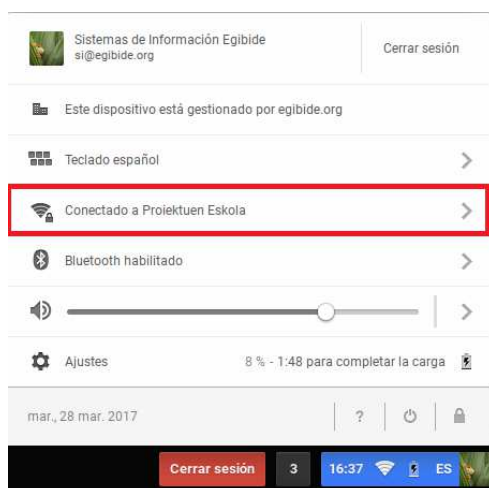 Sistemas de Información Egibide
si@egibide.org
Cerrar sesión
Este dispositivo está gestionado por egibide.org
Teclado español
Conectado a Proiektuen Eskola
Bluetooth habilitado
Ajustes 8 % - 1:48 para completar la carga
mar., 28 mar. 2017 ?
Cerrar sesión 3 16:37 ES